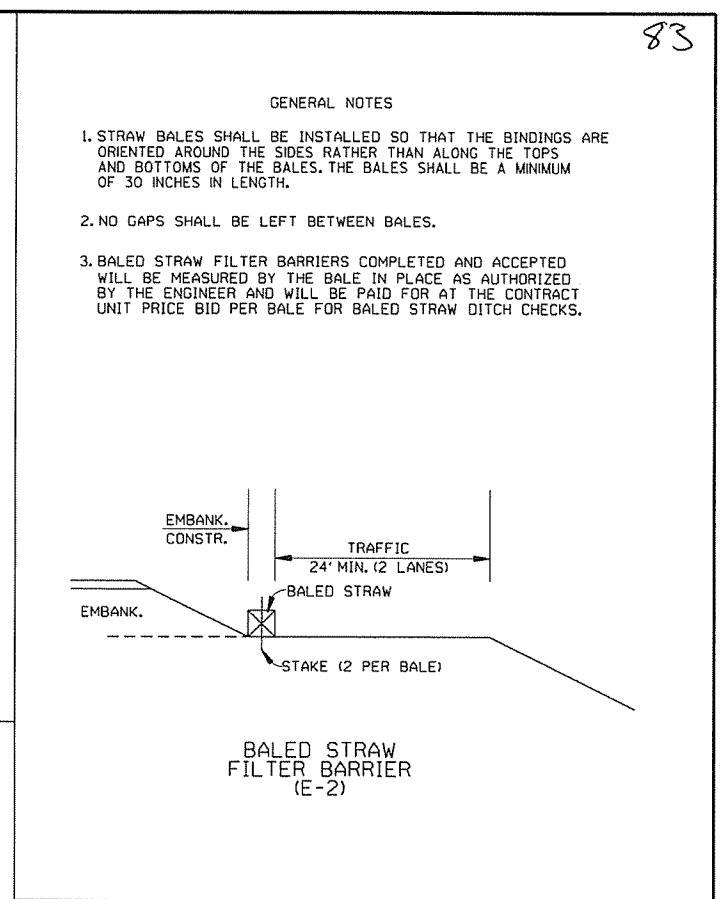 83
GENERAL NOTES
1. STRAW BALES SHALL BE INSTALLED SO THAT THE BINDINGS ARE
ORIENTED AROUND THE SIDES RATHER THAN ALONG THE TOPS
AND BOTTOMS OF THE BALES. THE BALES SHALL BE A MINIMUM
OF 30 INCHES IN LENGTH.
2. NO GAPS SHALL BE LEFT BETWEEN BALES.
3. BALED STRAW FILTER BARRIERS COMPLETED AND ACCEPTED
WILL BE MEASURED BY THE BALE IN PLACE AS AUTHORIZED
BY THE ENGINEER AND WILL BE PAID FOR AT THE CONTRACT
UNIT PRICE BID PER BALE FOR BALED STRAW DITCH CHECKS.
EMBANK.
CONSTR.
TRAFFIC
24' MIN. (2 LANES)
BALED STRAW
EMBANK.
STAKE (2 PER BALE)
BALED STRAW
FILTER BARRIER
(E-2)